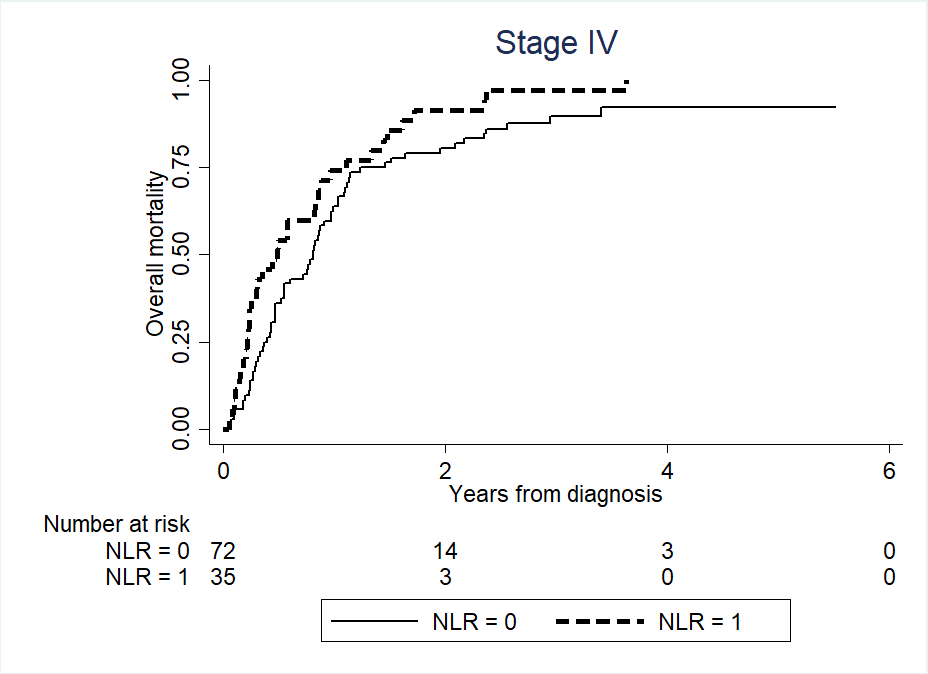 Stage IV
Overall mortality
1.00
0.75
0.50
0.25
0.00
0 2 4 6
Years from diagnosis
Number at risk
NLR = 0 72 14 3 0
NLR = 1 35 3 0 0
NLR = 0 NLR = 1